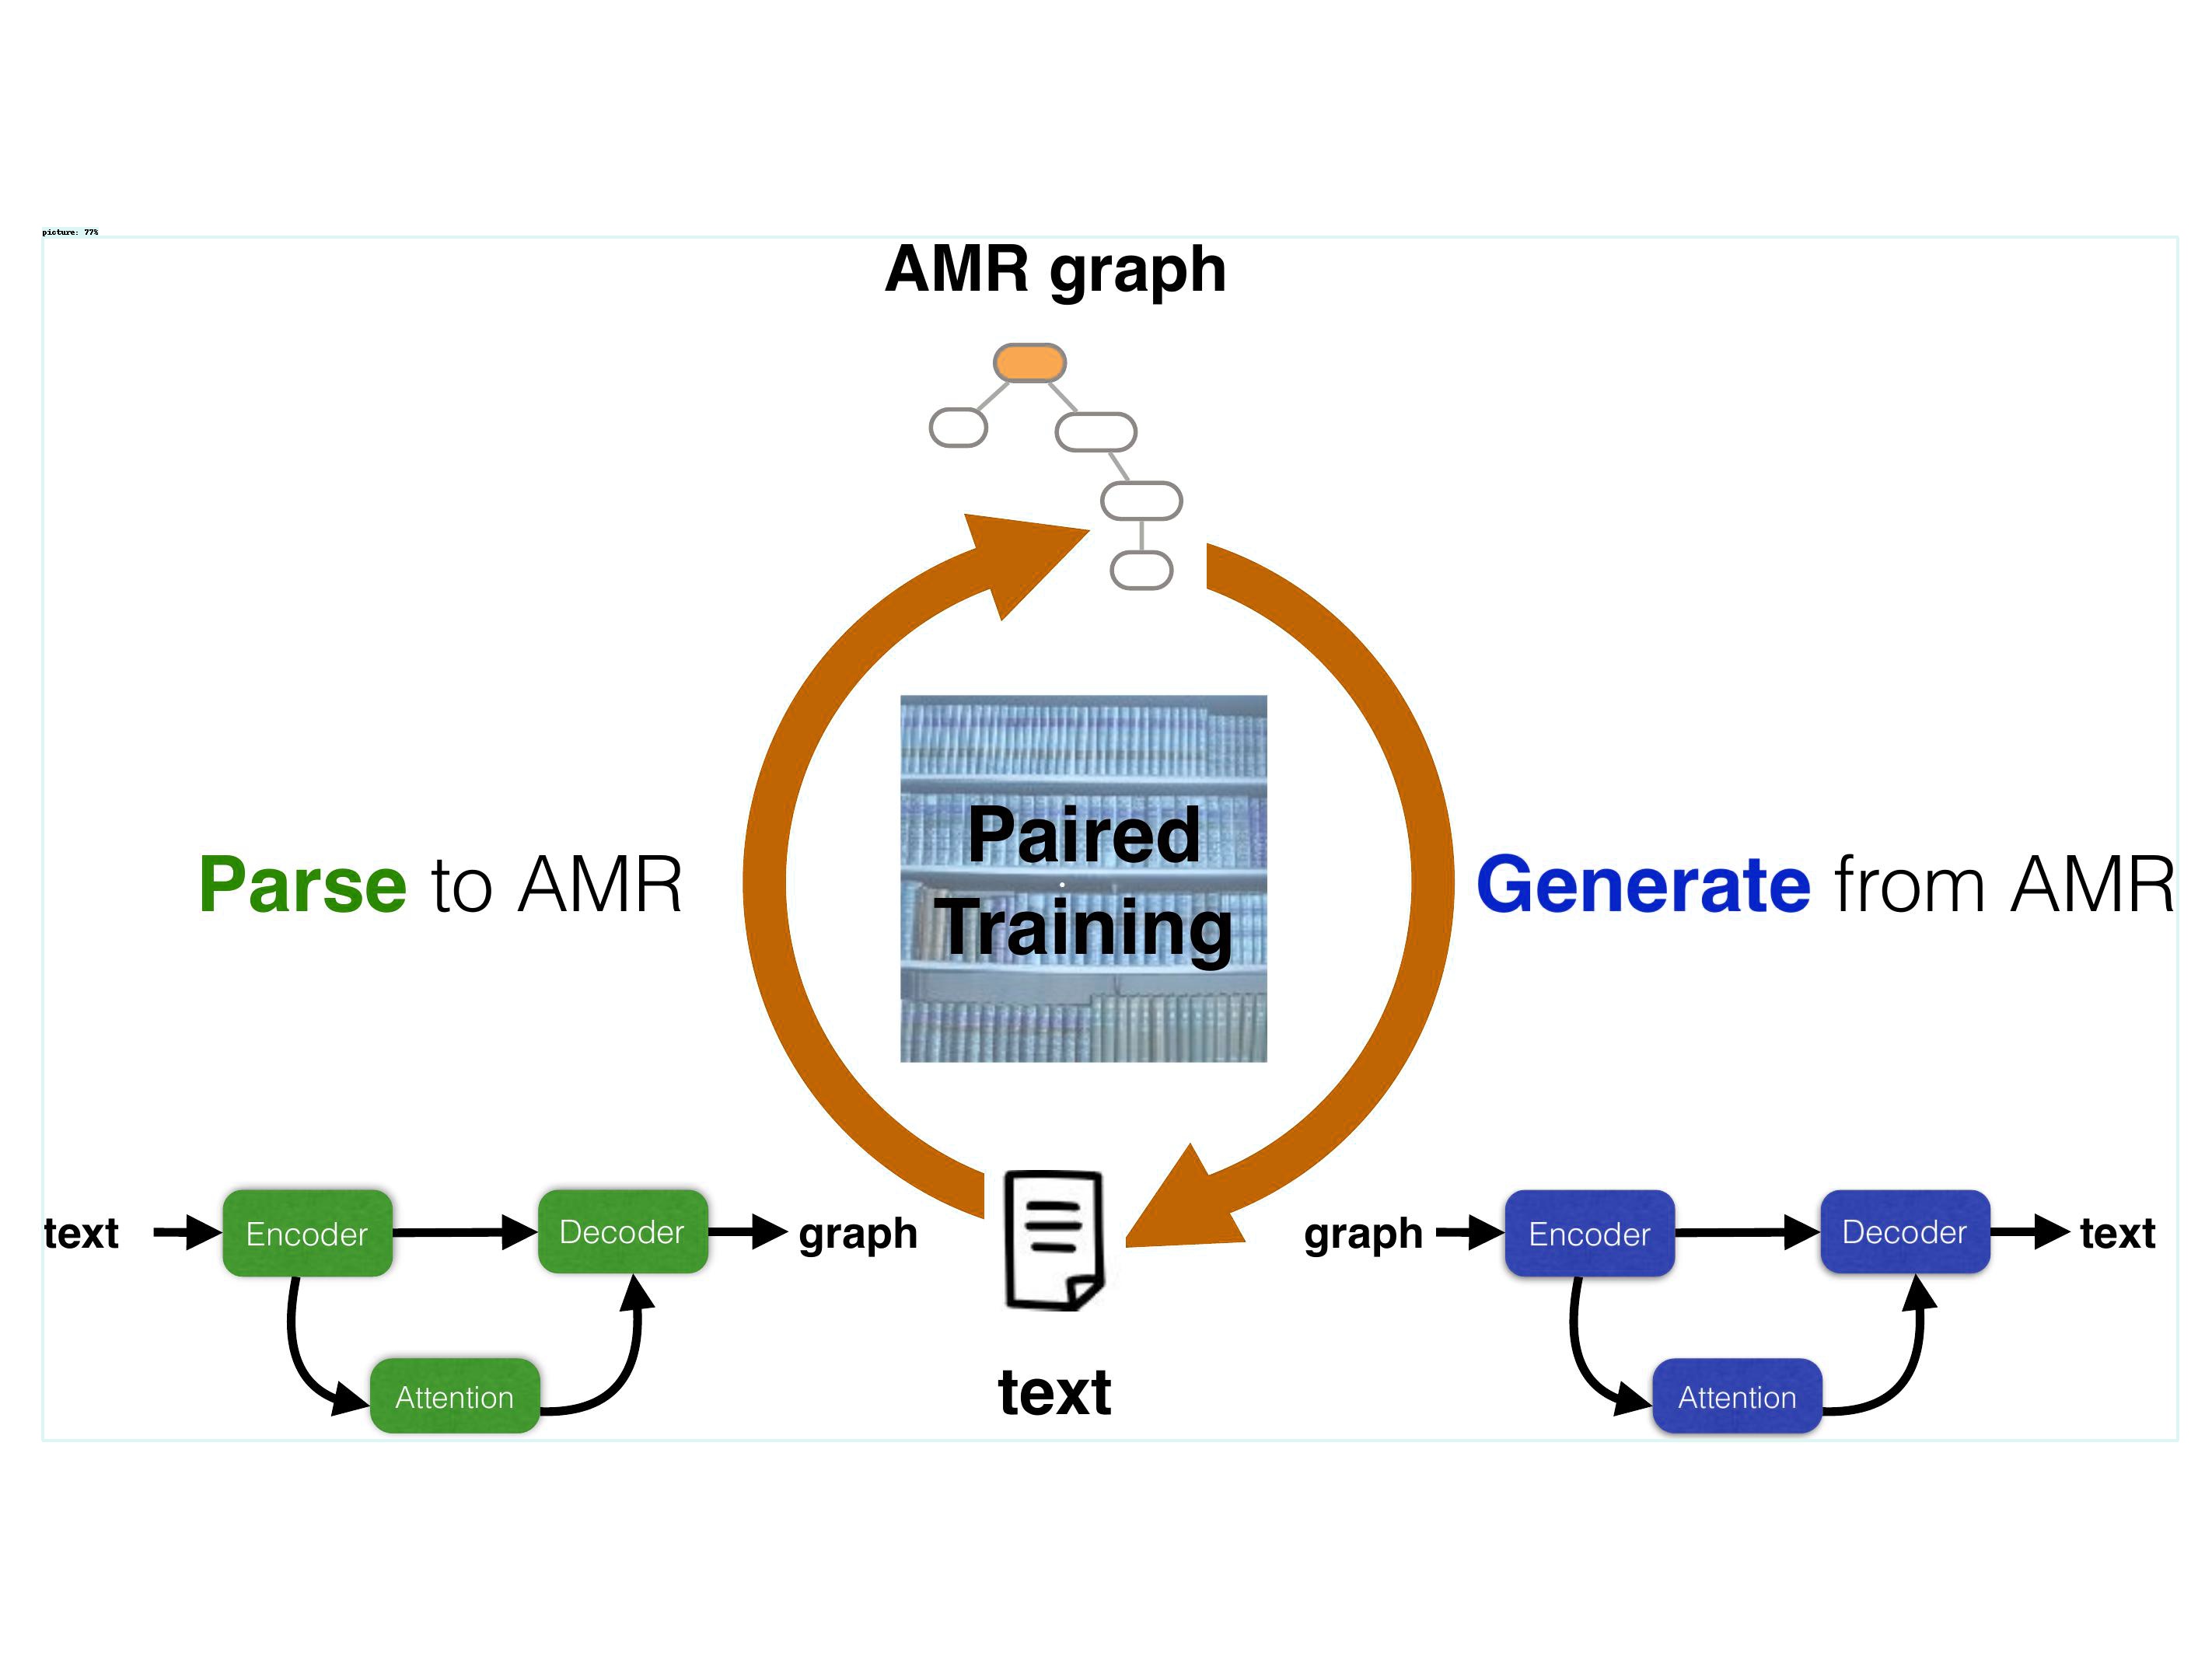 picture: 77%
AMR graph
Paired
Training
Parse to AMR
Generate from AMR
text
Encoder
Decoder
graph
Attention
text
graph
Encoder
Decoder
text
Attention